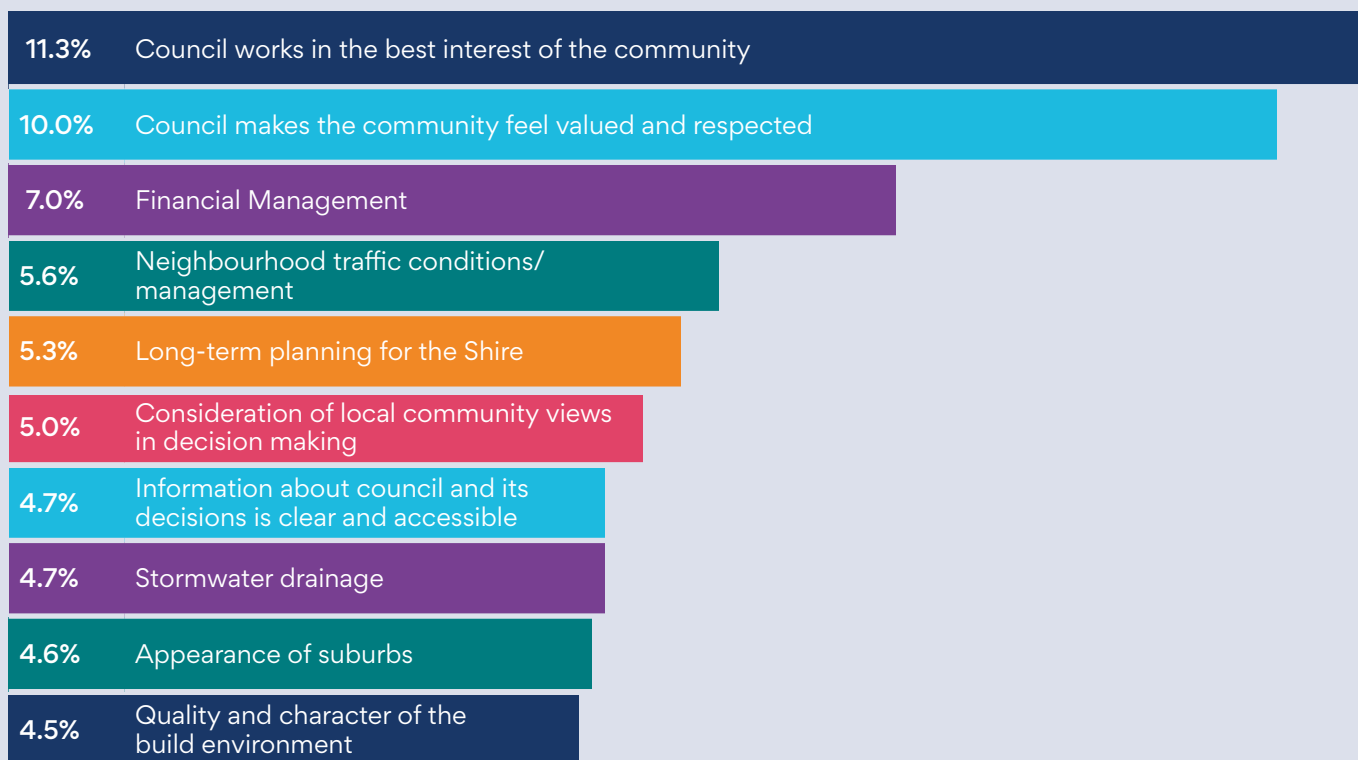 11.3% Council works in the best interest of the community
10.0% Council makes the community feel valued and respected
7.0% Financial Management
5.6% Neighbourhood traffic conditions/
management
5.3% Long-term planning for the Shire
5.0% Consideration of local community views
in decision making
4.7% Information about council and its
decisions is clear and accessible
4.7% Stormwater drainage
4.6% Appearance of suburbs
4.5% Quality and character of the
build environment